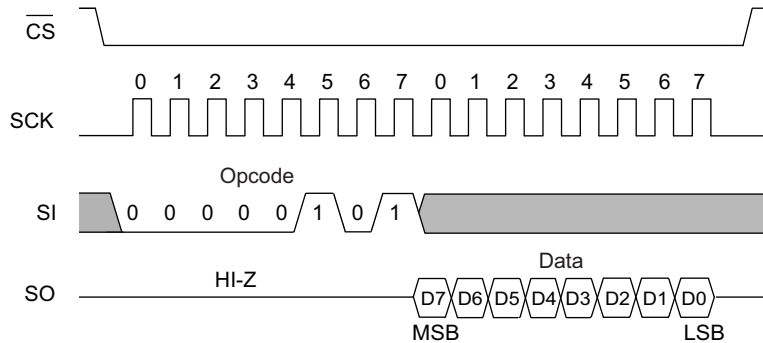 CS
0 1 2 3 4 5 6 7 0 1 2 3 4 5 6 7
SCK
Opcode
SI 0 0 0 0 0 1 0 1
Data
HI-Z
SO D7 D6 D5 D4 D3 D2 D1 D0
MSB LSB